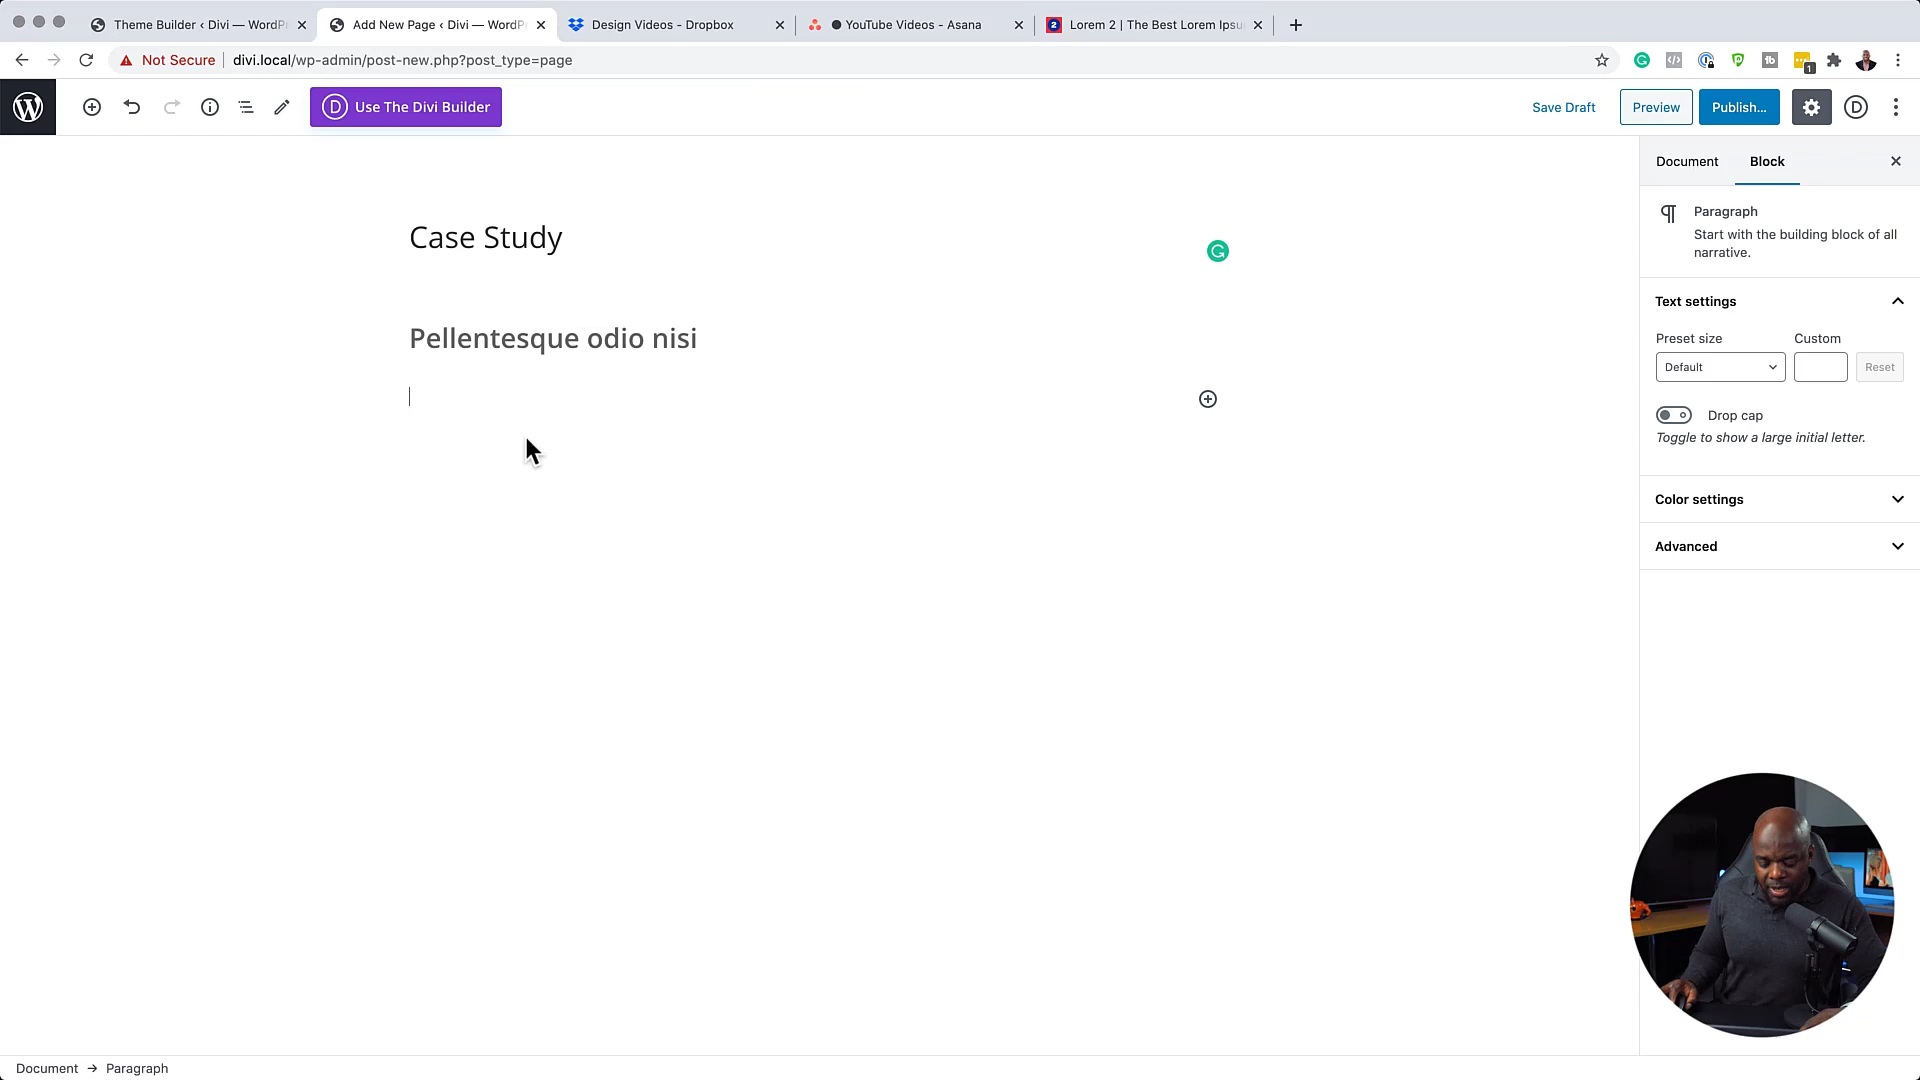 Theme Builder ‹ Divi — WordPr
Add New Page ‹ Divi — WordPr
Design Videos - Dropbox
YouTube Videos - Asana
2
Lorem 2 | The Best Lorem Ipsu
Not Secure
divi.local/wp-admin/post-new.php?post_type=page
1
D Use The Divi Builder
Save Draft
Preview
Publish...
D
Document
Block
Case Study
Paragraph
Start with the building block of all
narrative.
Text settings
Pellentesque odio nisi
Preset size
Custom
Default
Reset
Drop cap
Toggle to show a large initial letter.
Color settings
Advanced
Document → Paragraph